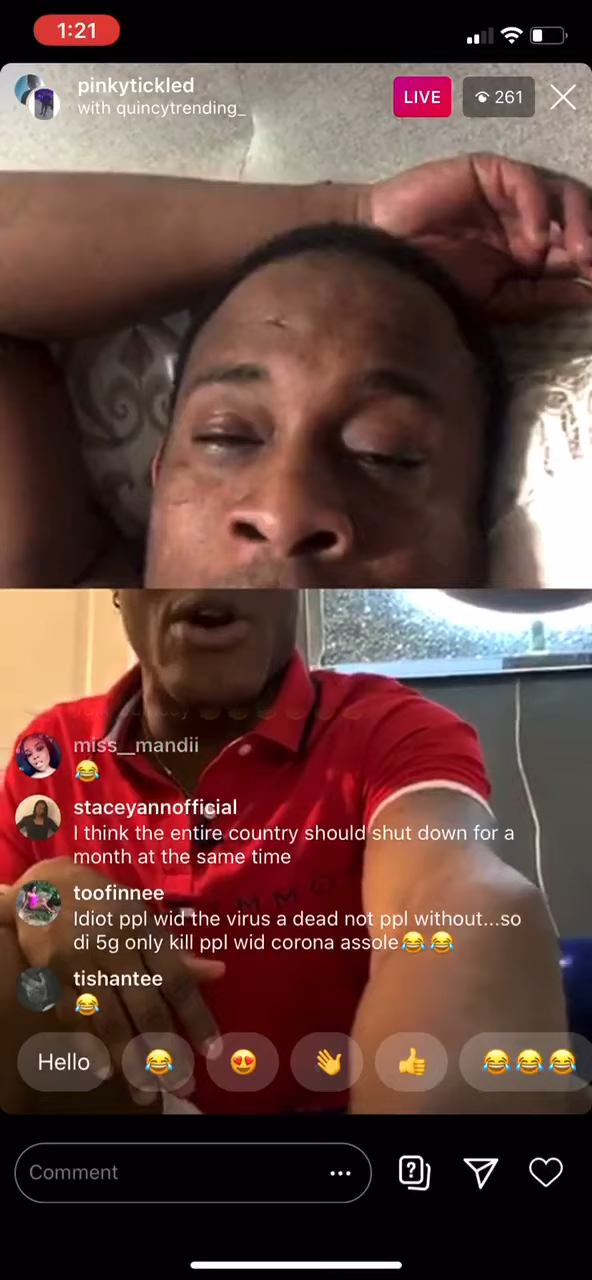 1:21
pinkytickled
with quincytrending_
LIVE
261
miss__mandii
😂
staceyannofficial
I think the entire country should shut down for a
month at the same time
toofinnee
Idiot ppl wid the virus a dead not ppl without...so
di 5g only kill ppl wid corona assole😂😂
tishantee
😂
Hello 😂 😍 👋 👍 😂😂😂
Comment